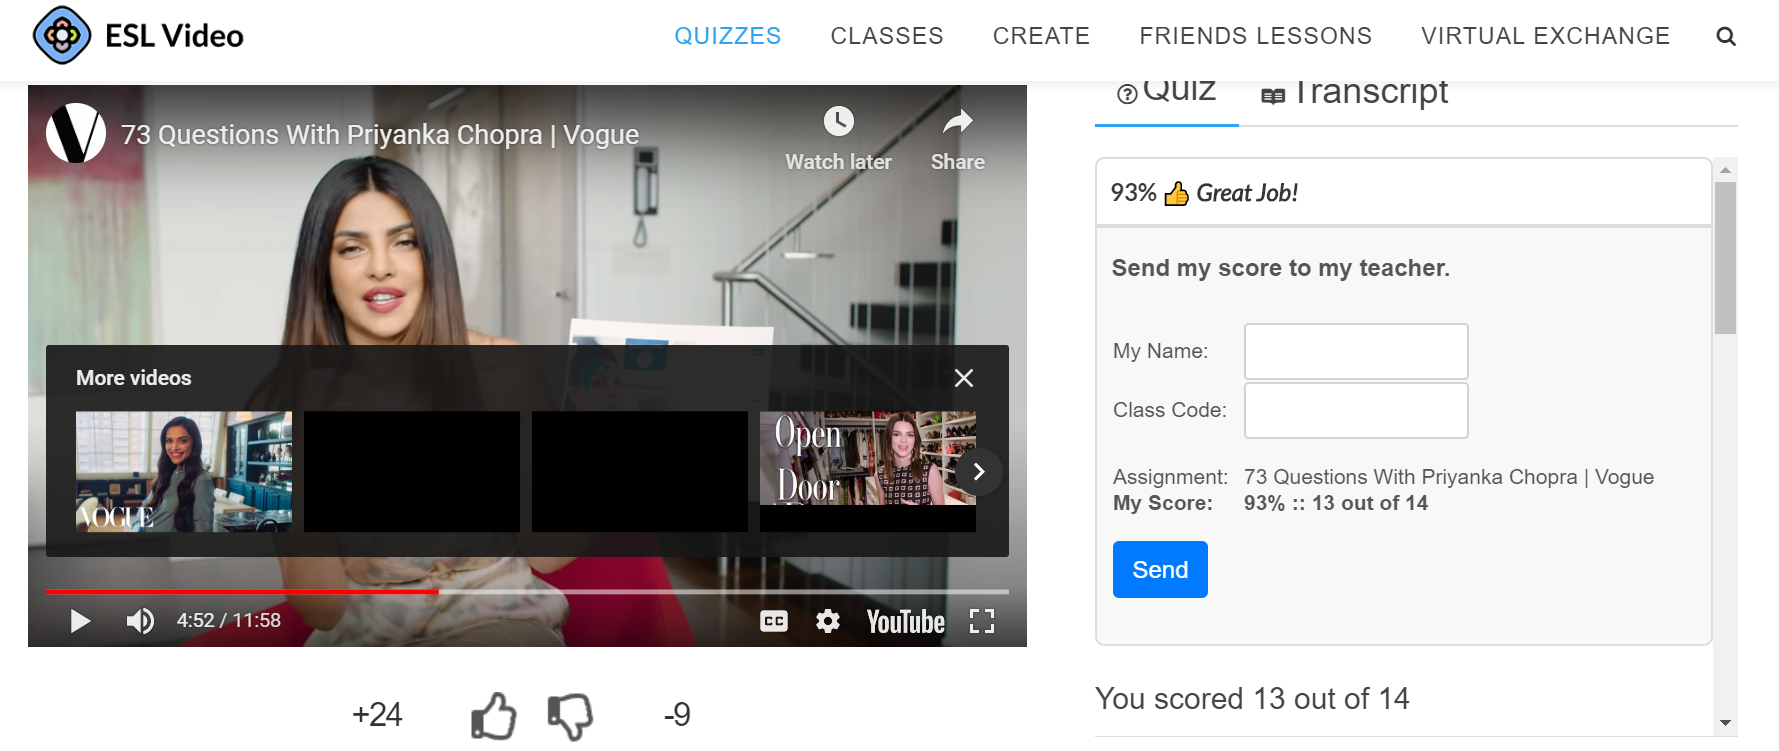 ESL Video
QUIZZES
CLASSES
CREATE
FRIENDS LESSONS
VIRTUAL EXCHANGE
73 Questions With Priyanka Chopra | Vogue
Watch later
Share
More videos
VOGUE
Open
Door
4:52 / 11:58
CC
YouTube
+24
-9
Quiz
Transcript
93% 👍 Great Job!
Send my score to my teacher.
My Name:
Class Code:
Assignment: 73 Questions With Priyanka Chopra | Vogue
My Score: 93% :: 13 out of 14
Send
You scored 13 out of 14